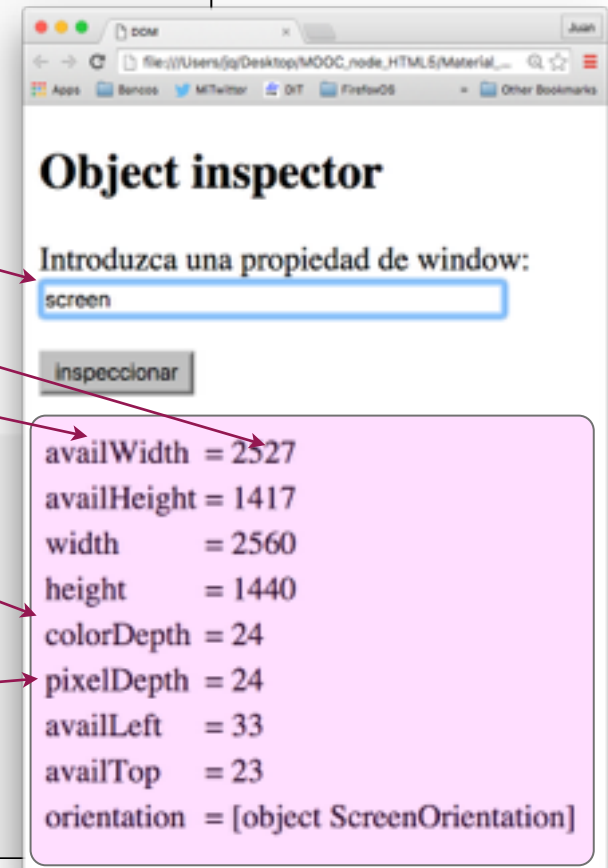 DOM
Juan
file:///Users/jq/Desktop/MOOC_node_HTML5/Material_...
Apps Bancos MiTwitter DIT FirefoxOS » Other Bookmarks
Object inspector
Introduzca una propiedad de window:
screen
inspeccionar
availWidth = 2527
availHeight = 1417
width = 2560
height = 1440
colorDepth = 24
pixelDepth = 24
availLeft = 33
availTop = 23
orientation = [object ScreenOrientation]